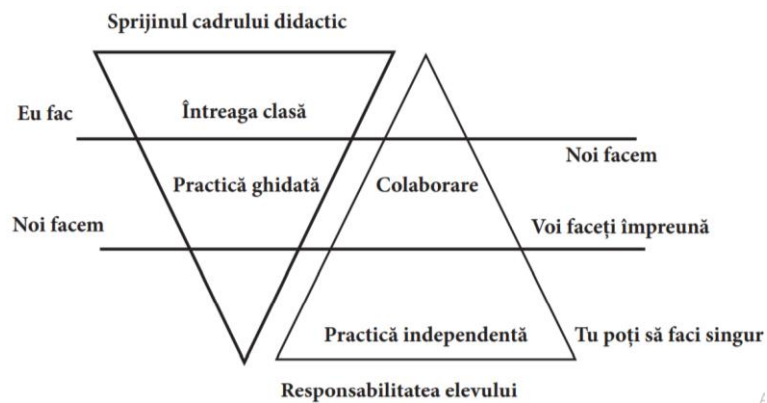 Sprijinul cadrului didactic
Eu fac
Întreaga clasă
Noi facem
Practică ghidată
Colaborare
Noi facem
Voi faceți împreună
Practică independentă
Tu poți să faci singur
Responsabilitatea elevului